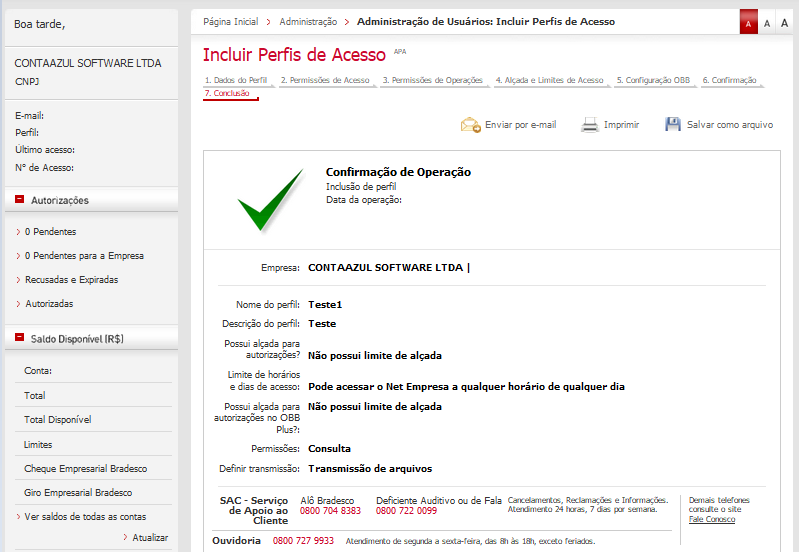 Boa tarde,
CONTAAZUL SOFTWARE LTDA
CNPJ
E-mail:
Perfil:
Último acesso:
Nº de Acesso:
Autorizações
0 Pendentes
0 Pendentes para a Empresa
Recusadas e Expiradas
Autorizadas
Saldo Disponível (R$)
Conta:
Total
Total Disponível
Limites
Cheque Empresarial Bradesco
Giro Empresarial Bradesco
Ver saldos de todas as contas
Atualizar
Página Inicial > Administração > Administração de Usuários: Incluir Perfis de Acesso
A A A
Incluir Perfis de Acesso APA
1. Dados do Perfil 2. Permissões de Acesso 3. Permissões de Operações 4. Alçada e Limites de Acesso 5. Configuração OBB 6. Confirmação
7. Conclusão
Enviar por e-mail Imprimir Salvar como arquivo
Confirmação de Operação
Inclusão de perfil
Data da operação:
Empresa: CONTAAZUL SOFTWARE LTDA |
Nome do perfil: Teste1
Descrição do perfil: Teste
Possui alçada para
autorizações? Não possui limite de alçada
Limite de horários
e dias de acesso: Pode acessar o Net Empresa a qualquer horário de qualquer dia
Possui alçada para Não possui limite de alçada
autorizações no OBB
Plus?:
Permissões: Consulta
Definir transmissão: Transmissão de arquivos
SAC - Serviço
de Apoio ao
Cliente
Alô Bradesco
0800 704 8383
Deficiente Auditivo ou de Fala
0800 722 0099
Cancelamentos, Reclamações e Informações.
Atendimento 24 horas, 7 dias por semana.
Demais telefones
consulte o site
Fale Conosco
Ouvidoria 0800 727 9933 Atendimento de segunda a sexta-feira, das 8h às 18h, exceto feriados.